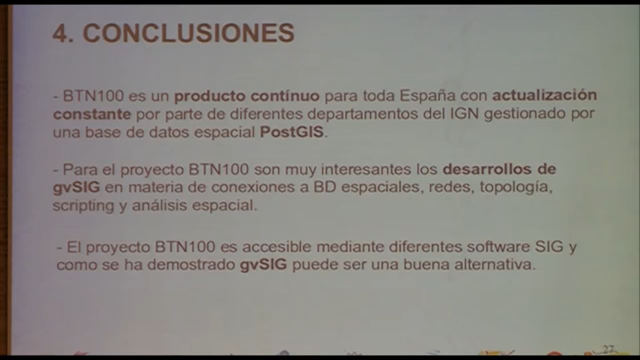 4. CONCLUSIONES
- BTN100 es un producto contínuo para toda España con actualización
constante por parte de diferentes departamentos del IGN gestionado por
una base de datos espacial PostGIS.
- Para el proyecto BTN100 son muy interesantes los desarrollos de
gvSIG en materia de conexiones a BD espaciales, redes, topología,
scripting y análisis espacial.
- El proyecto BTN100 es accesible mediante diferentes software SIG y
como se ha demostrado gvSIG puede ser una buena alternativa.
27